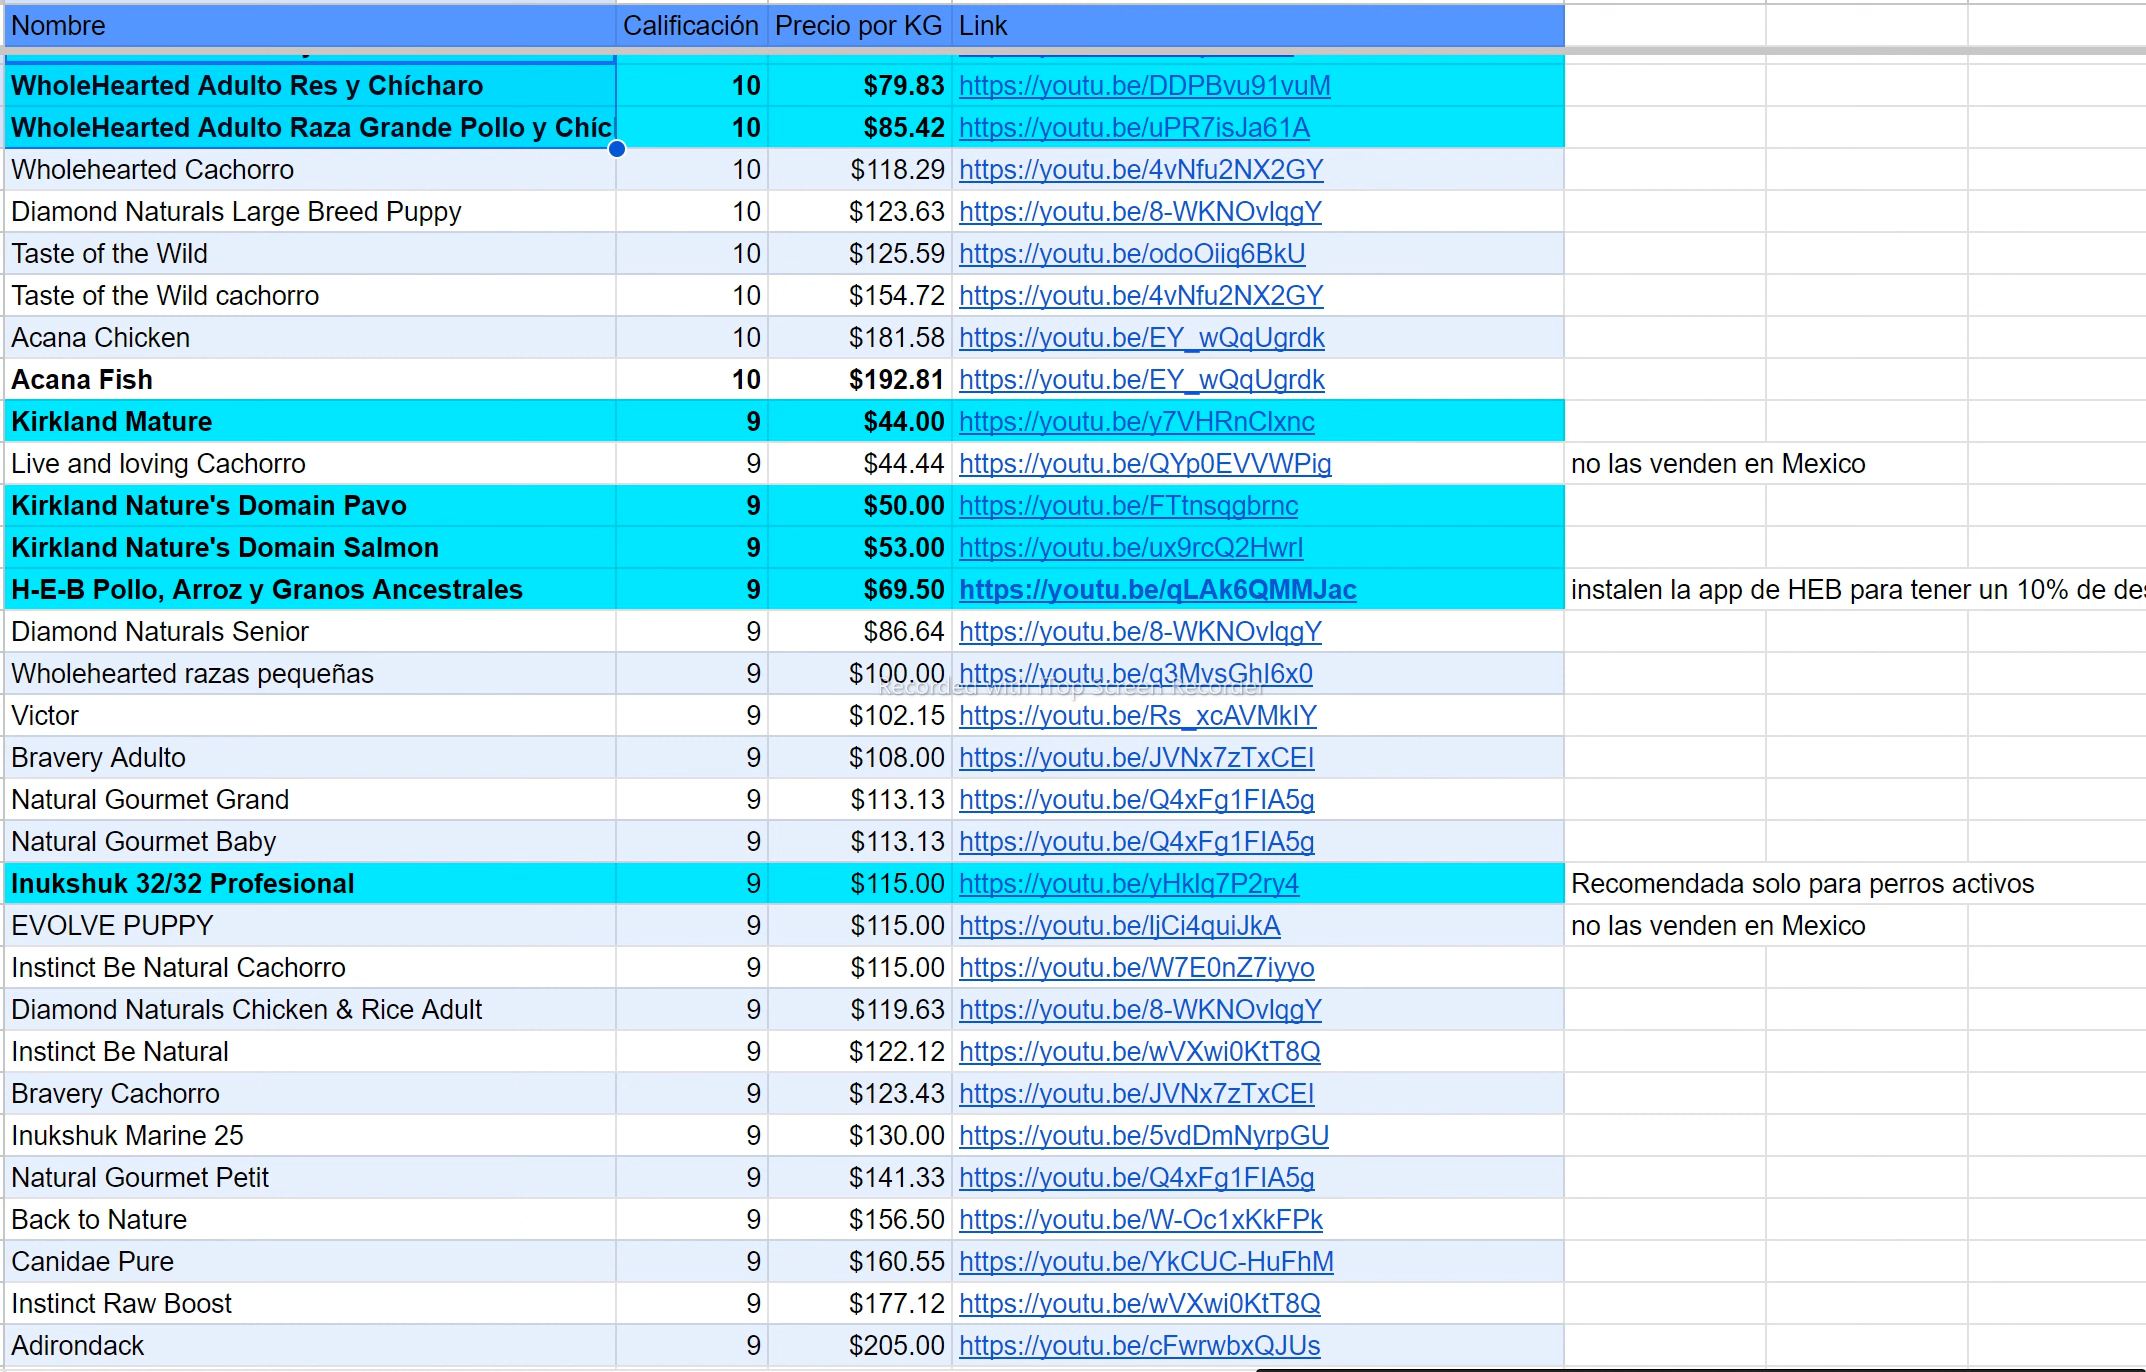 Nombre Calificación Precio por KG Link
WholeHearted Adulto Res y Chícharo 10 $79.83 https://youtu.be/DDPBvu91vuM
WholeHearted Adulto Raza Grande Pollo y Chícl 10 $85.42 https://youtu.be/uPR7isJa61A
Wholehearted Cachorro 10 $118.29 https://youtu.be/4vNfu2NX2GY
Diamond Naturals Large Breed Puppy 10 $123.63 https://youtu.be/8-WKNOvlqgY
Taste of the Wild 10 $125.59 https://youtu.be/odoOiiq6BkU
Taste of the Wild cachorro 10 $154.72 https://youtu.be/4vNfu2NX2GY
Acana Chicken 10 $181.58 https://youtu.be/EY_wQqUgrdk
Acana Fish 10 $192.81 https://youtu.be/EY_wQqUgrdk
Kirkland Mature 9 $44.00 https://youtu.be/y7VHRnClxnc
Live and loving Cachorro 9 $44.44 https://youtu.be/QYp0EVVWPig no las venden en Mexico
Kirkland Nature's Domain Pavo 9 $50.00 https://youtu.be/FTtnsqgbrnc
Kirkland Nature's Domain Salmon 9 $53.00 https://youtu.be/ux9rcQ2HwrI
H-E-B Pollo, Arroz y Granos Ancestrales 9 $69.50 https://youtu.be/qLAk6QMMJac instalen la app de HEB para tener un 10% de des
Diamond Naturals Senior 9 $86.64 https://youtu.be/8-WKNOvlqgY
Wholehearted razas pequeñas 9 $100.00 https://youtu.be/q3MvsGhI6x0
Recorded with iTop Screen Recorder
Victor 9 $102.15 https://youtu.be/Rs_xcAVMkIY
Bravery Adulto 9 $108.00 https://youtu.be/JVNx7zTxCEI
Natural Gourmet Grand 9 $113.13 https://youtu.be/Q4xFg1FIA5g
Natural Gourmet Baby 9 $113.13 https://youtu.be/Q4xFg1FIA5g
Inukshuk 32/32 Profesional 9 $115.00 https://youtu.be/yHklq7P2ry4 Recomendada solo para perros activos
EVOLVE PUPPY 9 $115.00 https://youtu.be/ljCi4quiJkA no las venden en Mexico
Instinct Be Natural Cachorro 9 $115.00 https://youtu.be/W7E0nZ7iyyo
Diamond Naturals Chicken & Rice Adult 9 $119.63 https://youtu.be/8-WKNOvlqgY
Instinct Be Natural 9 $122.12 https://youtu.be/wVXwi0KtT8Q
Bravery Cachorro 9 $123.43 https://youtu.be/JVNx7zTxCEI
Inukshuk Marine 25 9 $130.00 https://youtu.be/5vdDmNyrpGU
Natural Gourmet Petit 9 $141.33 https://youtu.be/Q4xFg1FIA5g
Back to Nature 9 $156.50 https://youtu.be/W-Oc1xKkFPk
Canidae Pure 9 $160.55 https://youtu.be/YkCUC-HuFhM
Instinct Raw Boost 9 $177.12 https://youtu.be/wVXwi0KtT8Q
Adirondack 9 $205.00 https://youtu.be/cFwrwbxQJUs